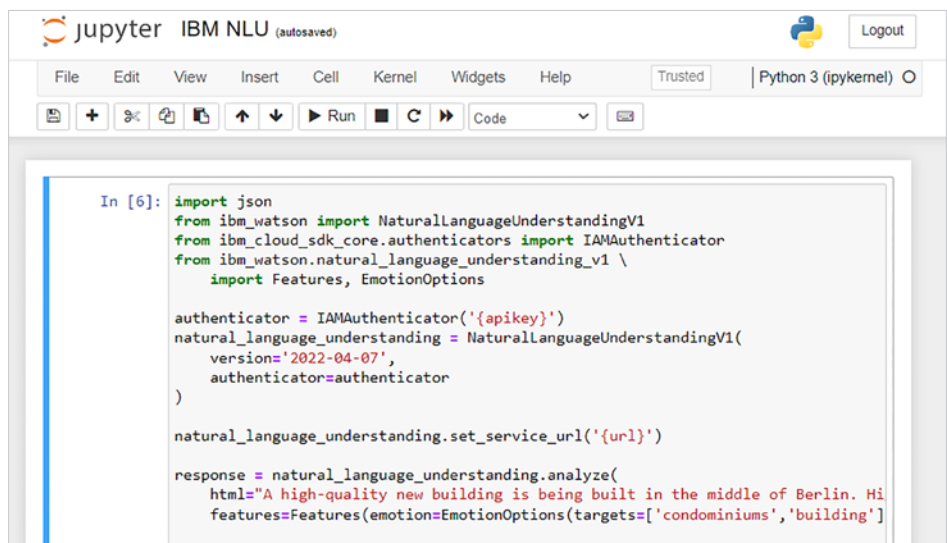 jupyter IBM NLU (autosaved) Logout
File Edit View Insert Cell Kernel Widgets Help Trusted Python 3 (ipykernel)
Run Code
In [6]: import json
from ibm_watson import NaturalLanguageUnderstandingV1
from ibm_cloud_sdk_core.authenticators import IAMAuthenticator
from ibm_watson.natural_language_understanding_v1 \
    import Features, EmotionOptions
authenticator = IAMAuthenticator('{apikey}')
natural_language_understanding = NaturalLanguageUnderstandingV1(
    version='2022-04-07',
    authenticator=authenticator
)
natural_language_understanding.set_service_url('{url}')
response = natural_language_understanding.analyze(
    html="A high-quality new building is being built in the middle of Berlin. Hi
    features=Features(emotion=EmotionOptions(targets=['condominiums','building']